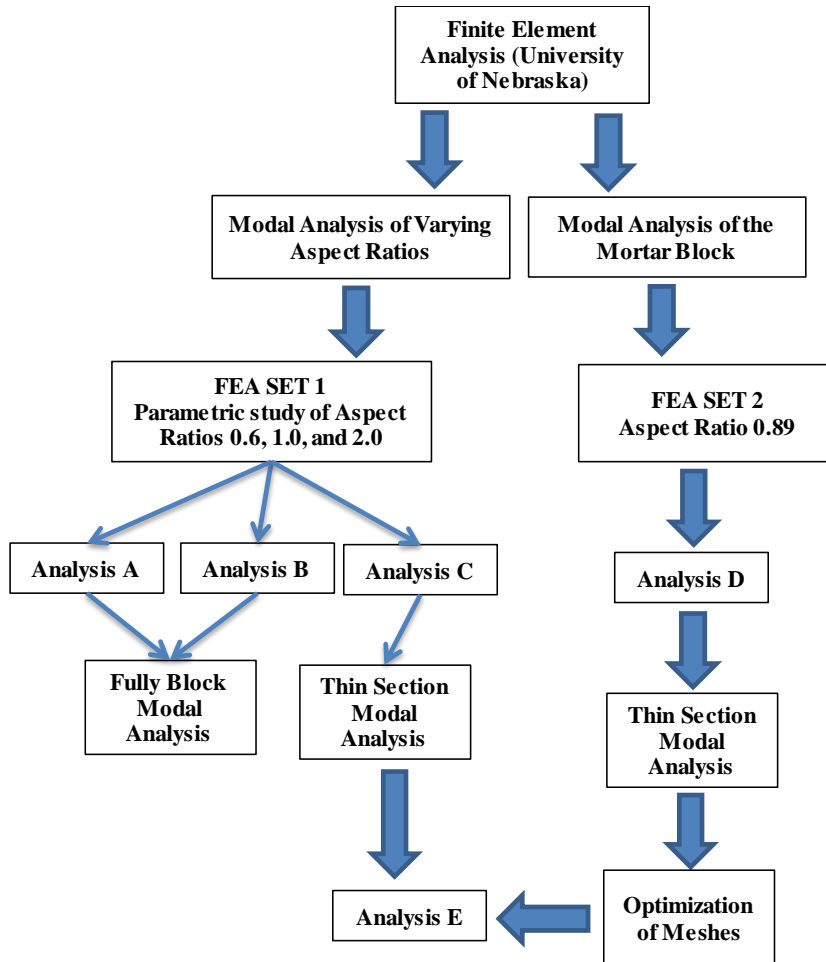 Finite Element
Analysis (University
of Nebraska)
Modal Analysis of Varying
Aspect Ratios
Modal Analysis of the
Mortar Block
FEA SET 1
Parametric study of Aspect
Ratios 0.6, 1.0, and 2.0
FEA SET 2
Aspect Ratio 0.89
Analysis A
Analysis B
Analysis C
Analysis D
Fully Block
Modal
Analysis
Thin Section
Modal
Analysis
Thin Section
Modal
Analysis
Analysis E
Optimization
of Meshes